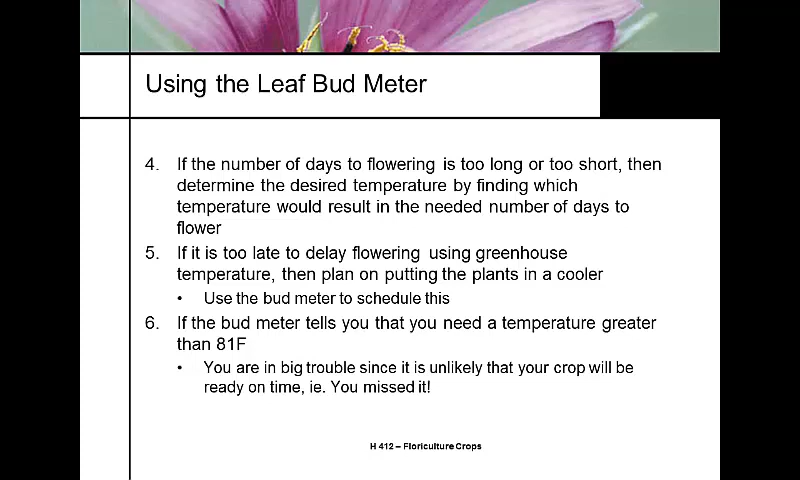 Using the Leaf Bud Meter
4. If the number of days to flowering is too long or too short, then
determine the desired temperature by finding which
temperature would result in the needed number of days to
flower
5. If it is too late to delay flowering using greenhouse
temperature, then plan on putting the plants in a cooler
• Use the bud meter to schedule this
6. If the bud meter tells you that you need a temperature greater
than 81F
• You are in big trouble since it is unlikely that your crop will be
ready on time, ie. You missed it!
H 412 – Floriculture Crops